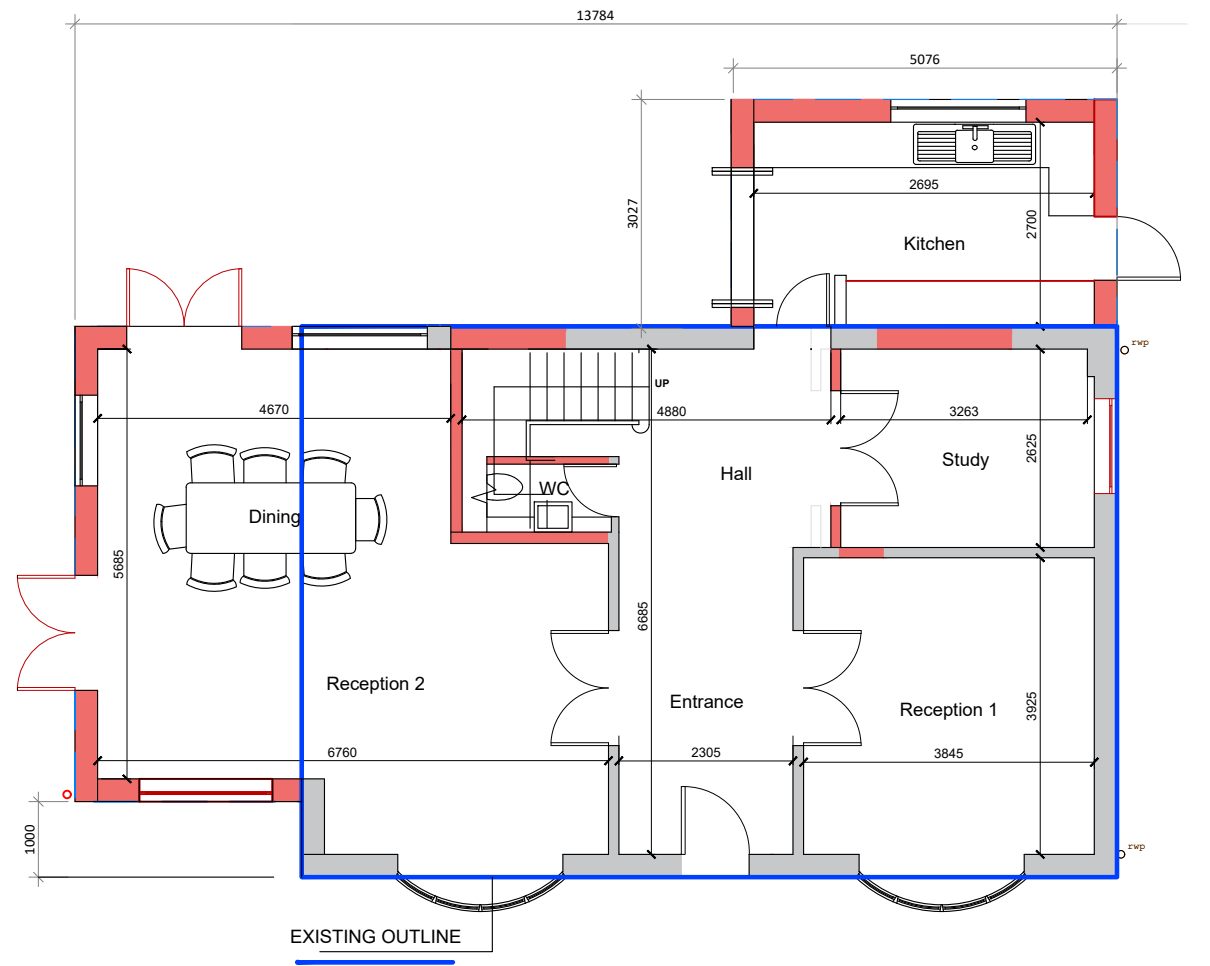 13784
5076
3027
2695
2700
Kitchen
rwp
UP
4670
4880
3263
2625
Study
Hall
WC
Dining
5685
6685
Reception 2
Entrance
Reception 1
3925
6760
2305
3845
1000
rwp
EXISTING OUTLINE